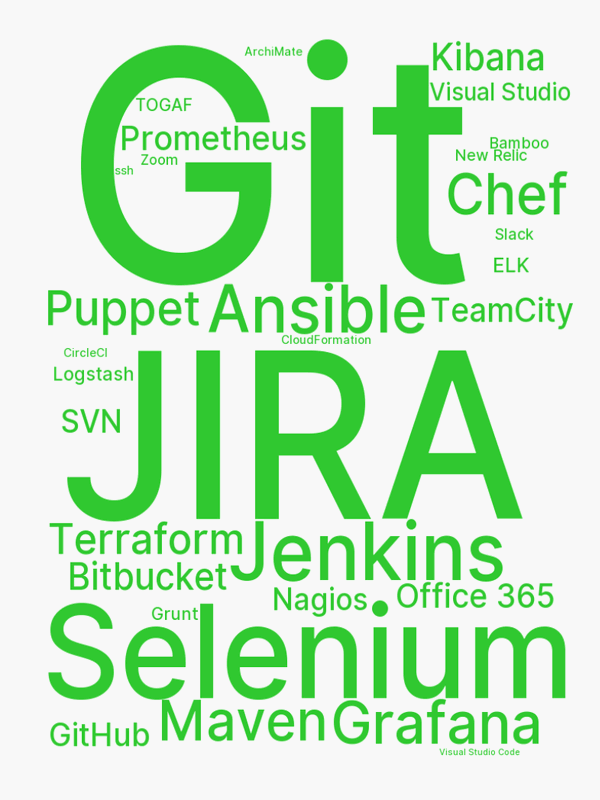 ArchiMate
Git
Kibana
Visual Studio
TOGAF
Prometheus
Zoom
ssh
Bamboo
New Relic
Chef
Slack
ELK
Puppet
Ansible
TeamCity
CloudFormation
CircleCI
Logstash
JIRA
SVN
Terraform
Jenkins
Bitbucket
Nagios
Office 365
Grunt
Selenium
GitHub
Maven
Grafana
Visual Studio Code